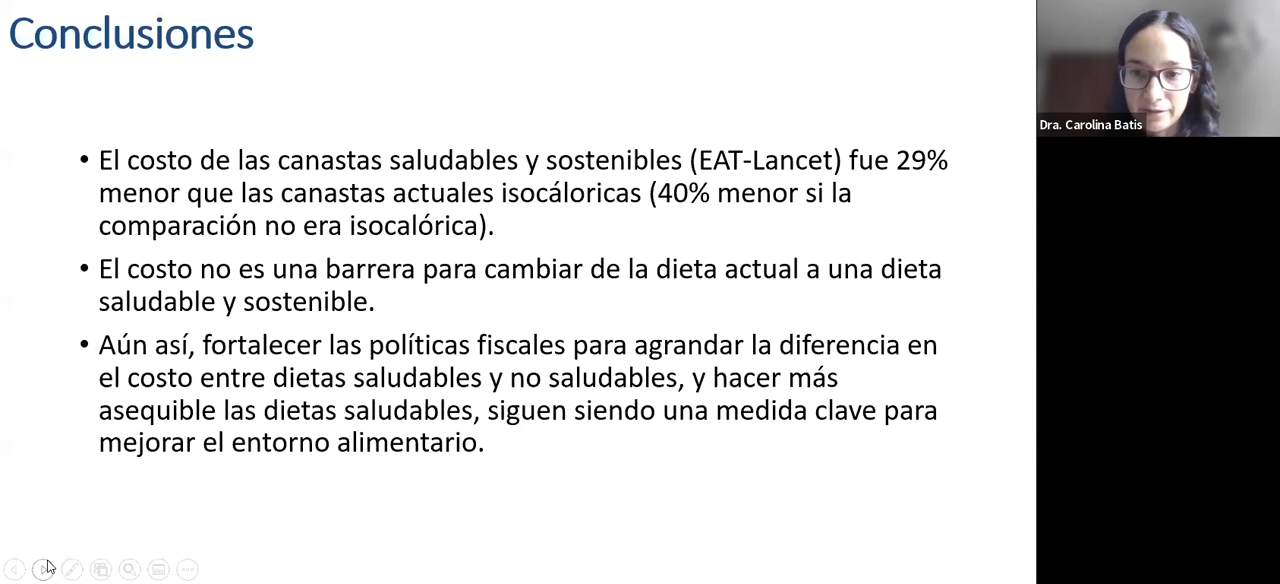 Conclusiones
• El costo de las canastas saludables y sostenibles (EAT-Lancet) fue 29%
menor que las canastas actuales isocáloricas (40% menor si la
comparación no era isocalórica).
• El costo no es una barrera para cambiar de la dieta actual a una dieta
saludable y sostenible.
• Aún así, fortalecer las políticas fiscales para agrandar la diferencia en
el costo entre dietas saludables y no saludables, y hacer más
asequible las dietas saludables, siguen siendo una medida clave para
mejorar el entorno alimentario.
Dra. Carolina Batis